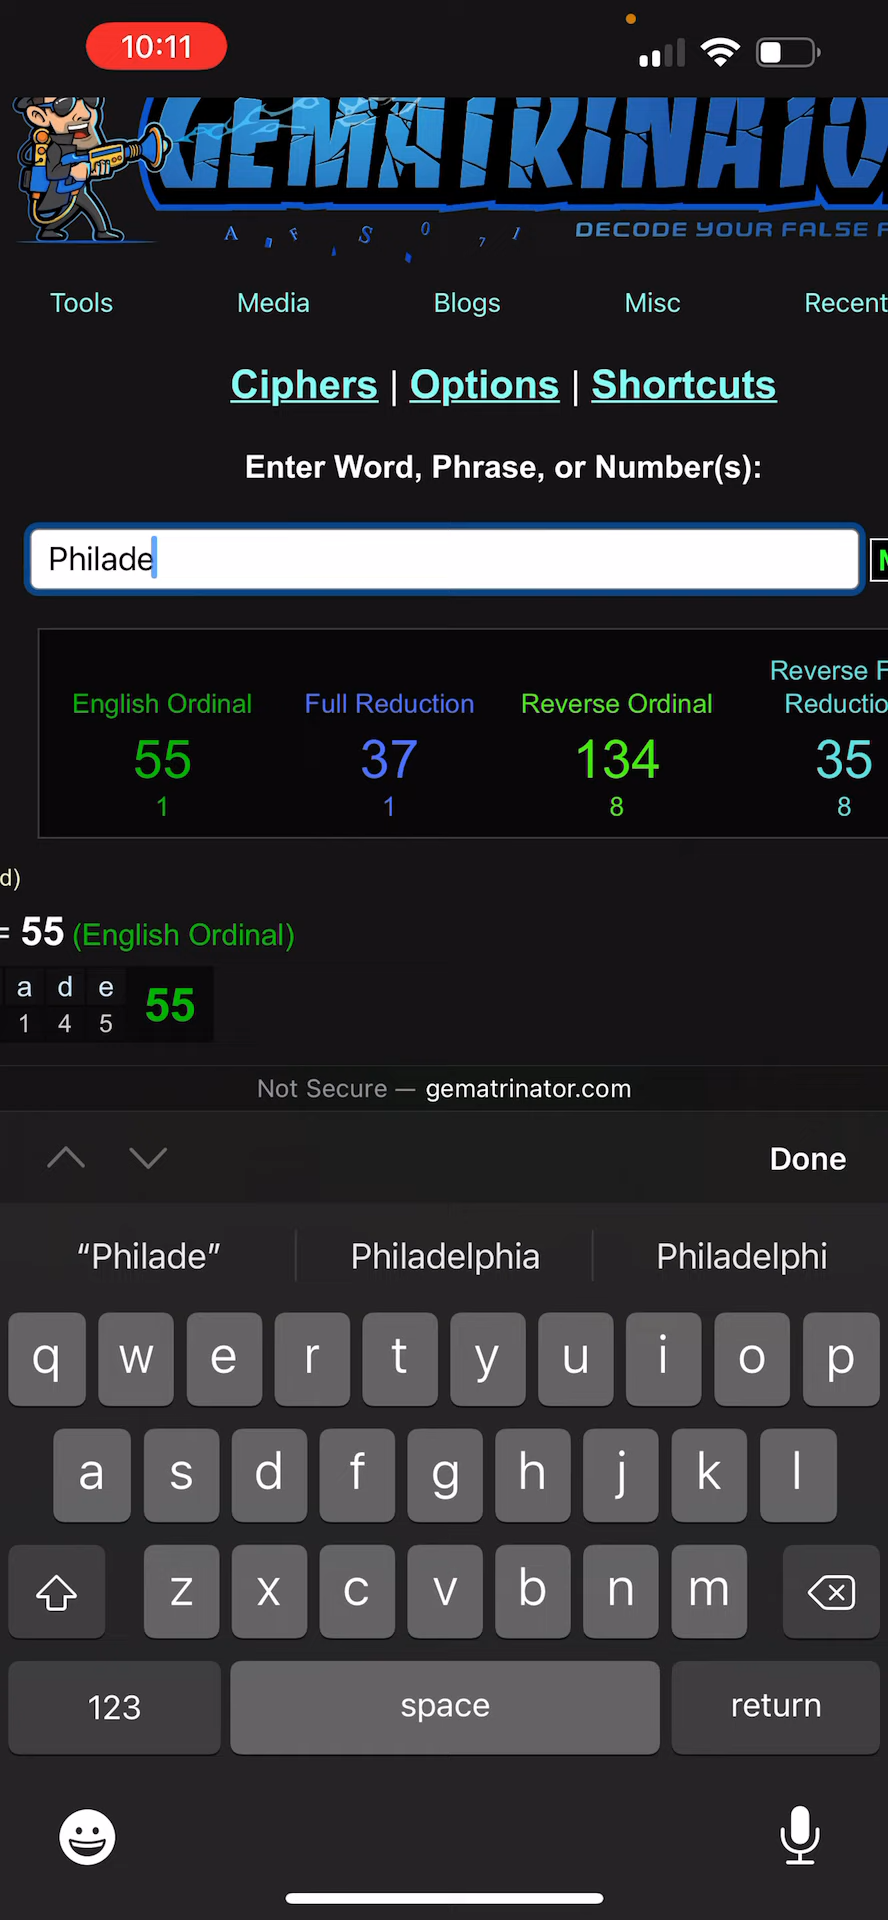 10:11
GEMATRINATO
A F S O 7 I
DECODE YOUR FALSE F
Tools Media Blogs Misc Recent
Ciphers | Options | Shortcuts
Enter Word, Phrase, or Number(s):
Philade
Reverse F
English Ordinal Full Reduction Reverse Ordinal Reductio
55 37 134 35
1 1 8 8
d)
= 55 (English Ordinal)
a d e 55
1 4 5
Not Secure — gematrinator.com
Done
“Philade” Philadelphia Philadelphi
q w e r t y u i o p
a s d f g h j k l
z x c v b n m
123 space return